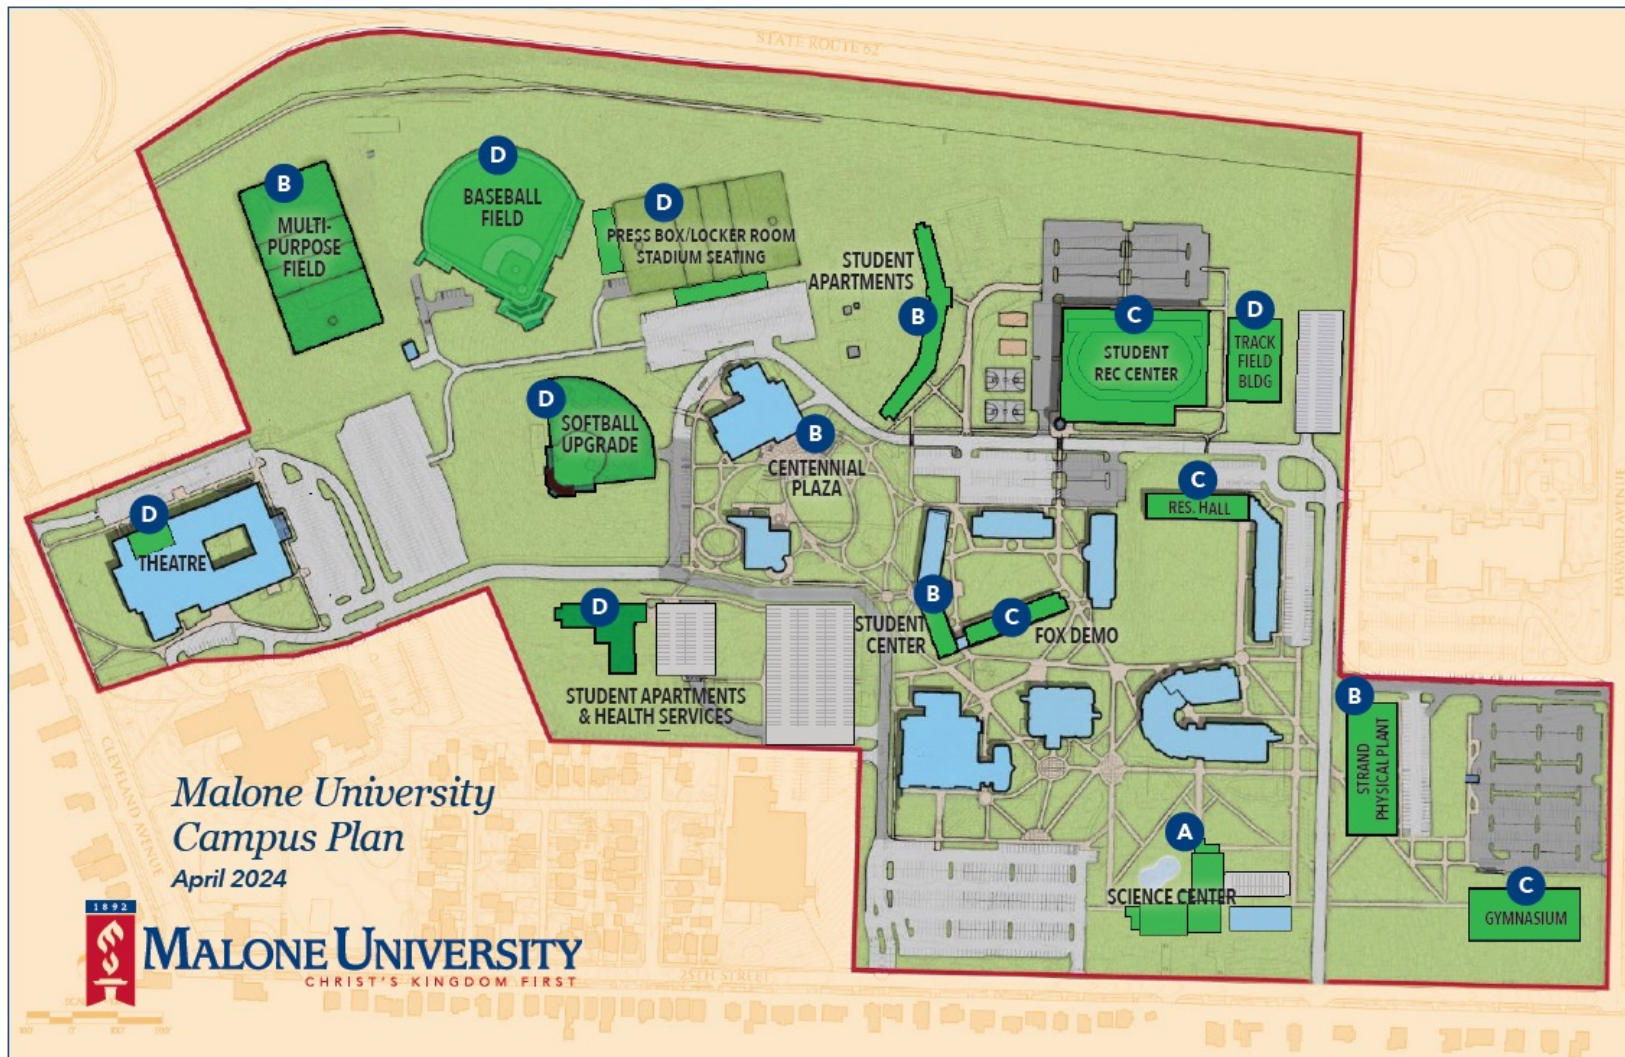 STATE ROUTE 62
B
MULTI-
PURPOSE
FIELD
D
BASEBALL
FIELD
D
PRESS BOX/LOCKER ROOM
STADIUM SEATING
STUDENT
APARTMENTS
B
C
STUDENT
REC CENTER
D
TRACK
FIELD
BLDG
D
SOFTBALL
UPGRADE
B
CENTENNIAL
PLAZA
C
RES. HALL
HARVARD AVENUE
D
THEATRE
D
STUDENT APARTMENTS
& HEALTH SERVICES
B
STUDENT
CENTER
C
FOX DEMO
B
STRAND
PHYSICAL PLANT
CLEVELAND AVENUE
A
SCIENCE CENTER
C
GYMNASIUM
Malone University
Campus Plan
April 2024
1892
MALONE UNIVERSITY
CHRIST'S KINGDOM FIRST
25TH STREET